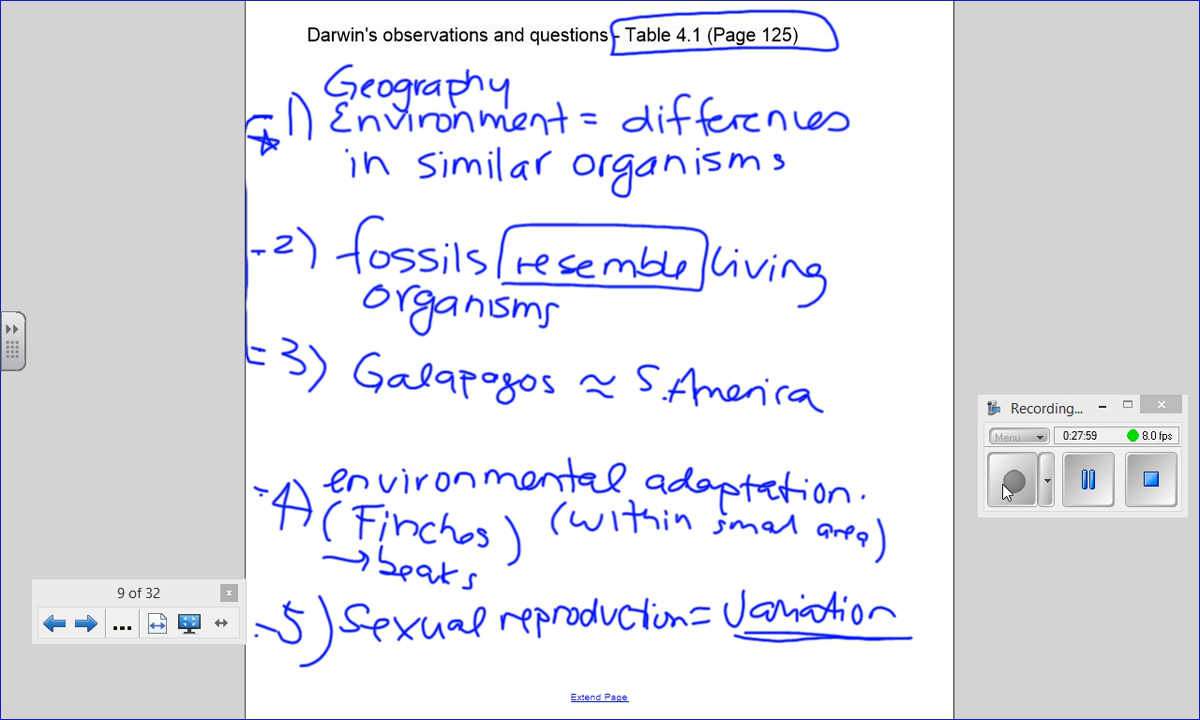 Darwin's observations and questions - Table 4.1 (Page 125)
Geography
1) Environment = differences
in similar organisms
-2) fossils resemble living
organisms
= 3) Galapagos ≈ S. America
-4) environmental adaptation.
(Finches) (within small area)
→ beaks
-5) Sexual reproduction = Variation
Extend Page
Recording...
Menu 0:27:59 8.0 fps
9 of 32